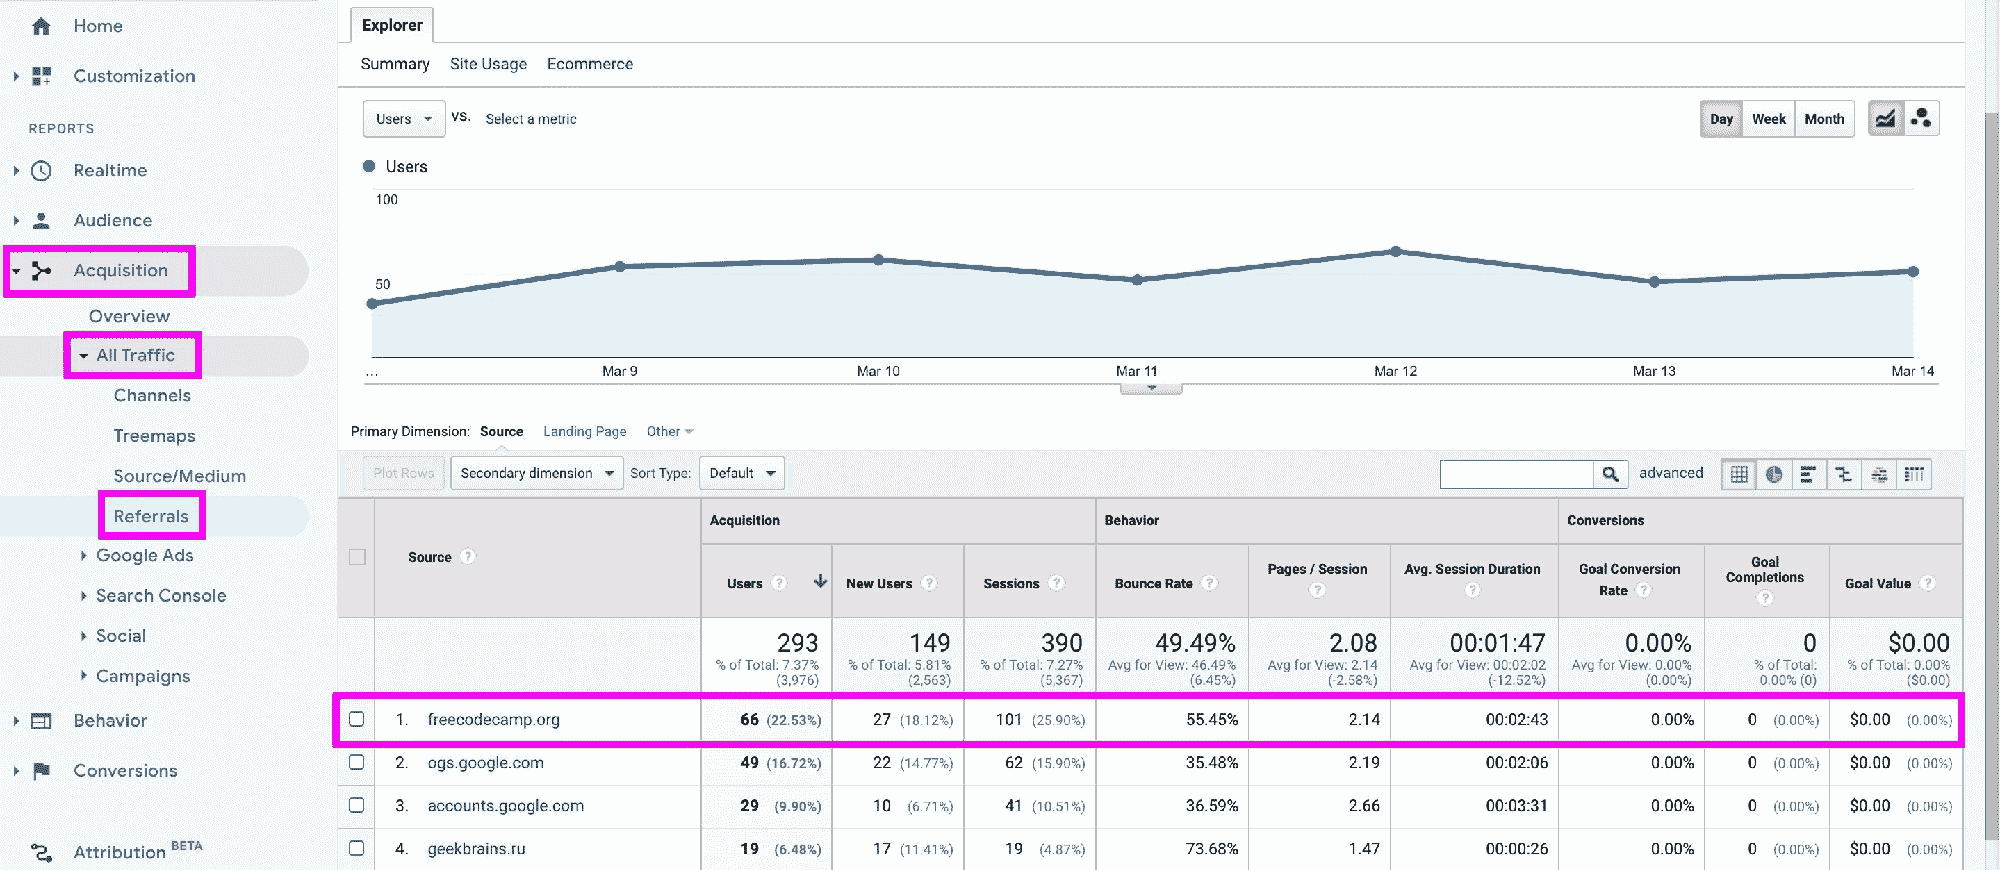 Home
Customization
REPORTS
Realtime
Audience
Acquisition
Overview
All Traffic
Channels
Treemaps
Source/Medium
Referrals
Google Ads
Search Console
Social
Campaigns
Behavior
Conversions
Attribution BETA
Explorer
Summary Site Usage Ecommerce
Users VS. Select a metric
Day Week Month
Users
100
50
... Mar 9 Mar 10 Mar 11 Mar 12 Mar 13 Mar 14
Primary Dimension: Source Landing Page Other
Plot Rows Secondary dimension Sort Type: Default advanced
Source ? Acquisition Behavior Conversions
Users ? New Users ? Sessions ? Bounce Rate ? Pages / Session ? Avg. Session Duration ? Goal Conversion Rate ? Goal Completions ? Goal Value ?
293 149 390 49.49% 2.08 00:01:47 0.00% 0 $0.00
% of Total: 7.37% % of Total: 5.81% % of Total: 7.27% Avg for View: 46.49% Avg for View: 2.14 Avg for View: 00:02:02 Avg for View: 0.00% % of Total: % of Total: 0.00%
(3,976) (2,563) (5,367) (6.45%) (-2.58%) (-12.52%) (0.00%) 0.00% (0) ($0.00)
1. freecodecamp.org 66 (22.53%) 27 (18.12%) 101 (25.90%) 55.45% 2.14 00:02:43 0.00% 0 (0.00%) $0.00 (0.00%)
2. ogs.google.com 49 (16.72%) 22 (14.77%) 62 (15.90%) 35.48% 2.19 00:02:06 0.00% 0 (0.00%) $0.00 (0.00%)
3. accounts.google.com 29 (9.90%) 10 (6.71%) 41 (10.51%) 36.59% 2.66 00:03:31 0.00% 0 (0.00%) $0.00 (0.00%)
4. geekbrains.ru 19 (6.48%) 17 (11.41%) 19 (4.87%) 73.68% 1.47 00:00:26 0.00% 0 (0.00%) $0.00 (0.00%)